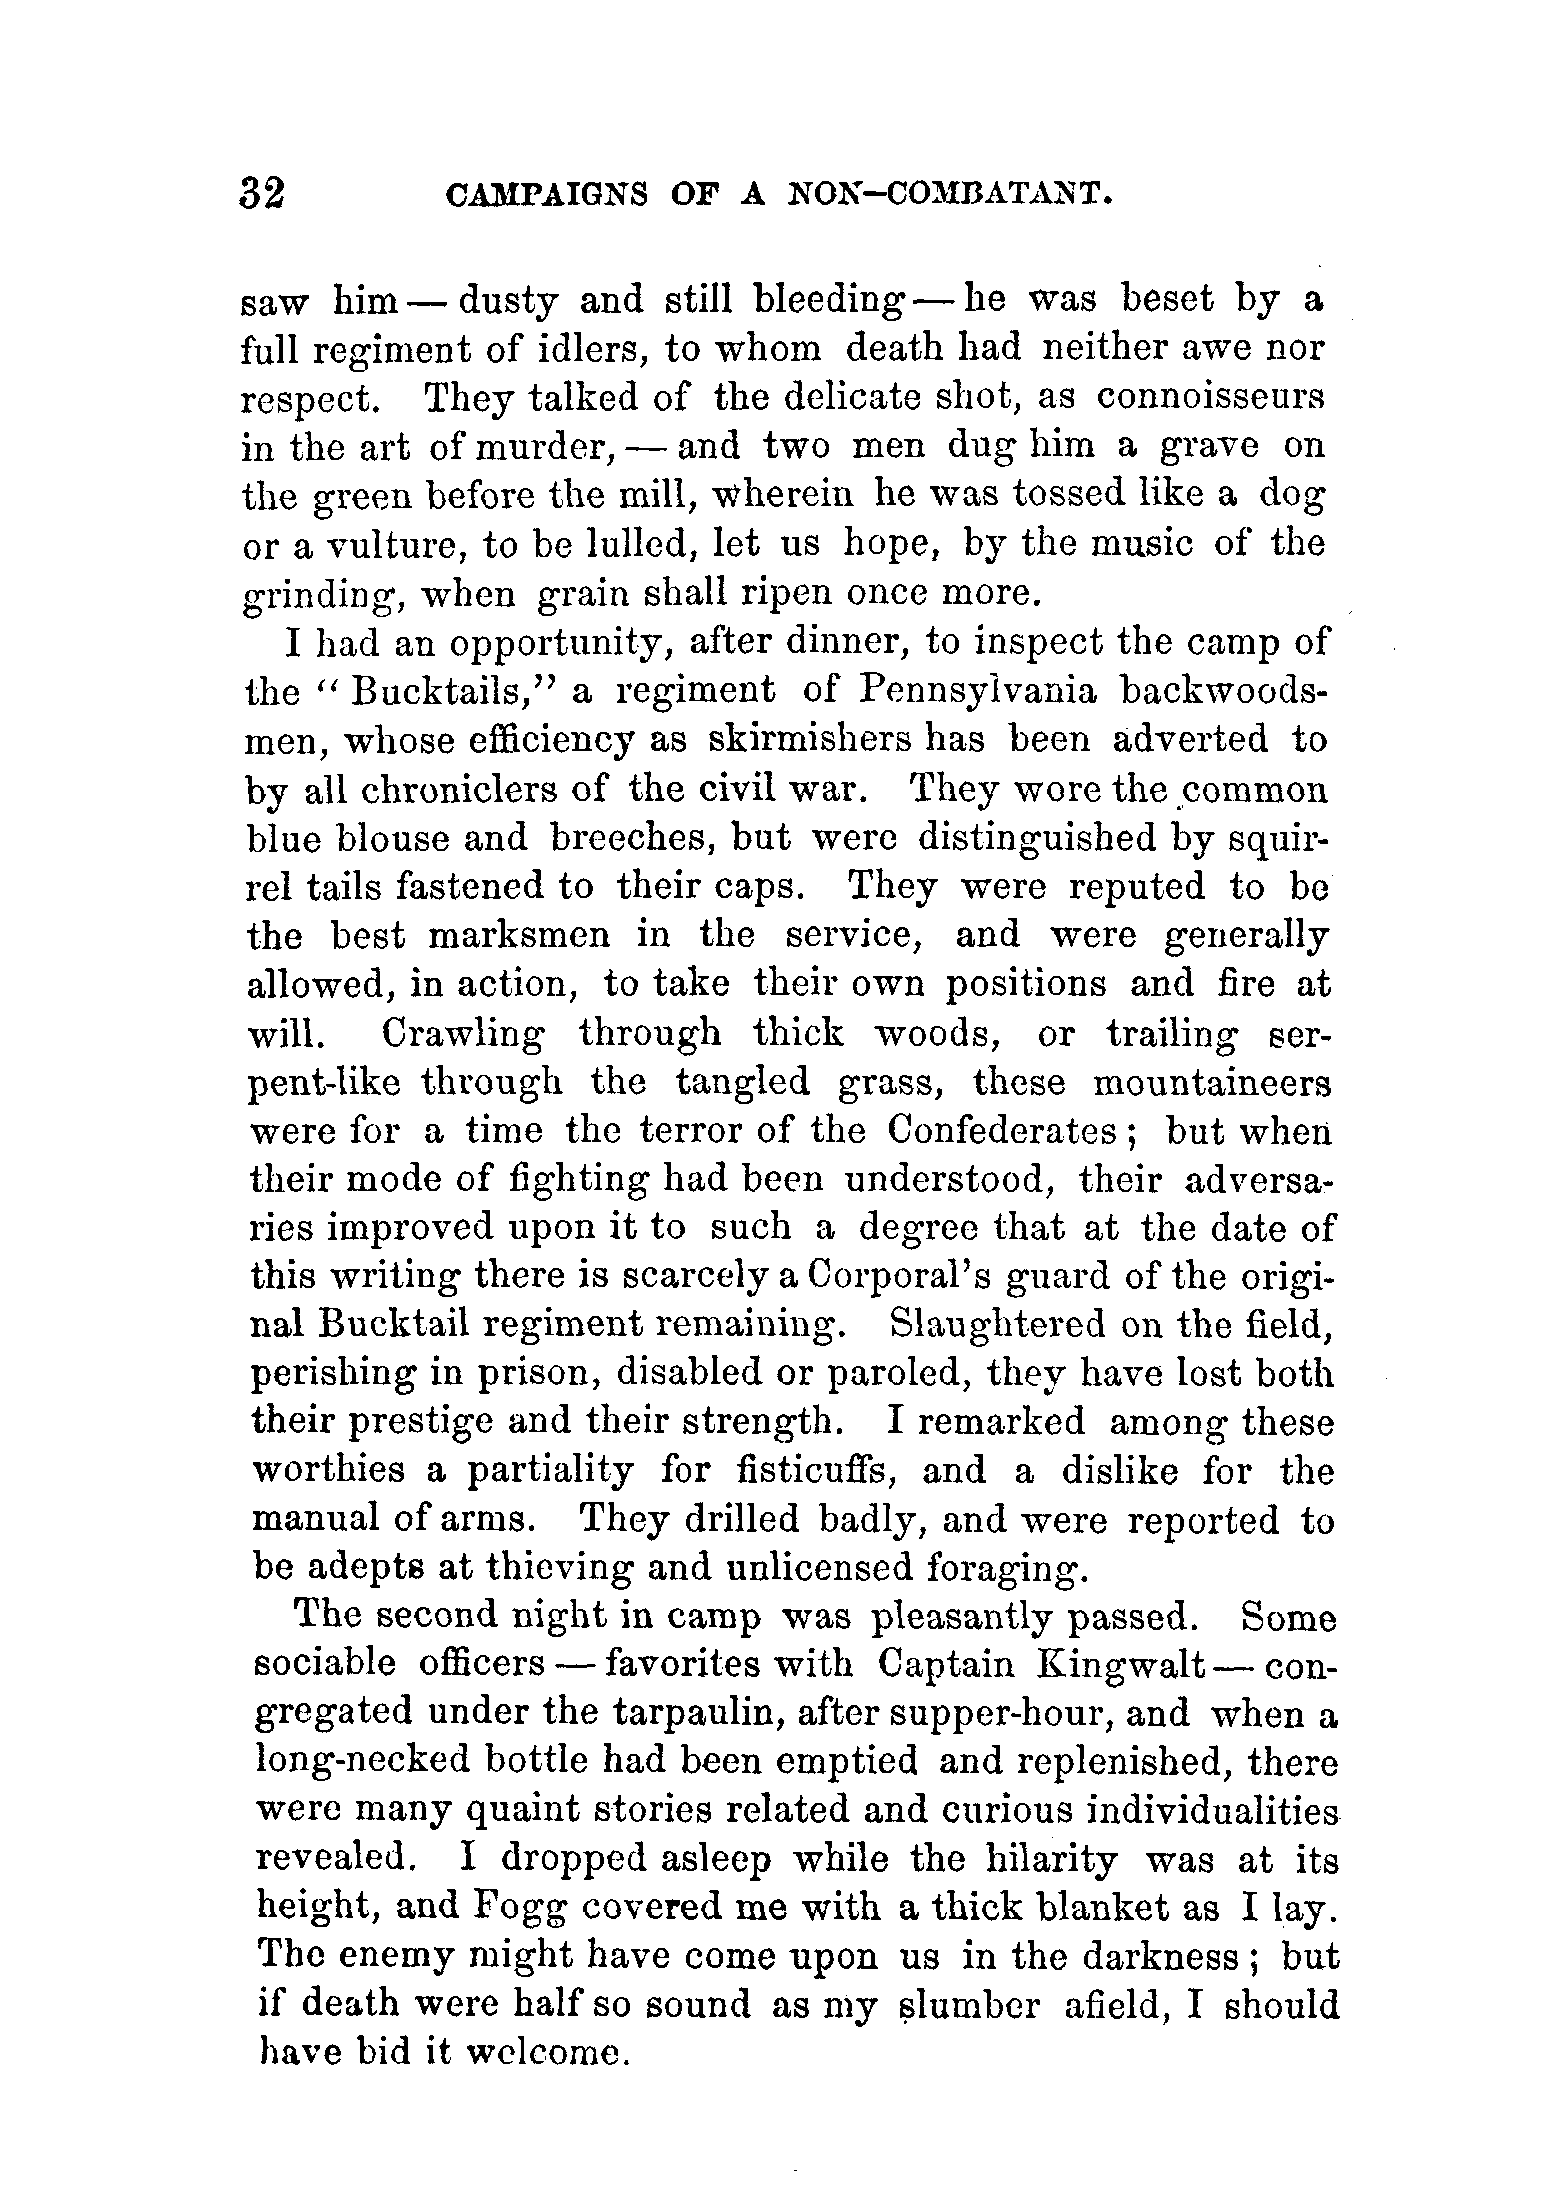 32 CAMPAIGNS OF A NON-COMBATANT.
saw him — dusty and still bleeding — he was beset by a
full regiment of idlers, to whom death had neither awe nor
respect. They talked of the delicate shot, as connoisseurs
in the art of murder, — and two men dug him a grave on
the green before the mill, wherein he was tossed like a dog
or a vulture, to be lulled, let us hope, by the music of the
grinding, when grain shall ripen once more.
I had an opportunity, after dinner, to inspect the camp of
the “ Bucktails,” a regiment of Pennsylvania backwoods-
men, whose efficiency as skirmishers has been adverted to
by all chroniclers of the civil war. They wore the common
blue blouse and breeches, but were distinguished by squir-
rel tails fastened to their caps. They were reputed to be
the best marksmen in the service, and were generally
allowed, in action, to take their own positions and fire at
will. Crawling through thick woods, or trailing ser-
pent-like through the tangled grass, these mountaineers
were for a time the terror of the Confederates ; but when
their mode of fighting had been understood, their adversa-
ries improved upon it to such a degree that at the date of
this writing there is scarcely a Corporal’s guard of the origi-
nal Bucktail regiment remaining. Slaughtered on the field,
perishing in prison, disabled or paroled, they have lost both
their prestige and their strength. I remarked among these
worthies a partiality for fisticuffs, and a dislike for the
manual of arms. They drilled badly, and were reported to
be adepts at thieving and unlicensed foraging.
The second night in camp was pleasantly passed. Some
sociable officers — favorites with Captain Kingwalt — con-
gregated under the tarpaulin, after supper-hour, and when a
long-necked bottle had been emptied and replenished, there
were many quaint stories related and curious individualities
revealed. I dropped asleep while the hilarity was at its
height, and Fogg covered me with a thick blanket as I lay.
The enemy might have come upon us in the darkness ; but
if death were half so sound as my slumber afield, I should
have bid it welcome.